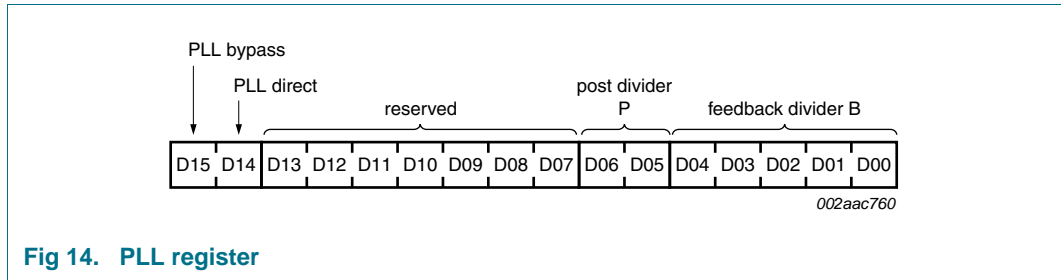 PLL bypass
PLL direct
reserved
post divider
P
feedback divider B
D15 D14 D13 D12 D11 D10 D09 D08 D07 D06 D05 D04 D03 D02 D01 D00
002aac760
Fig 14. PLL register